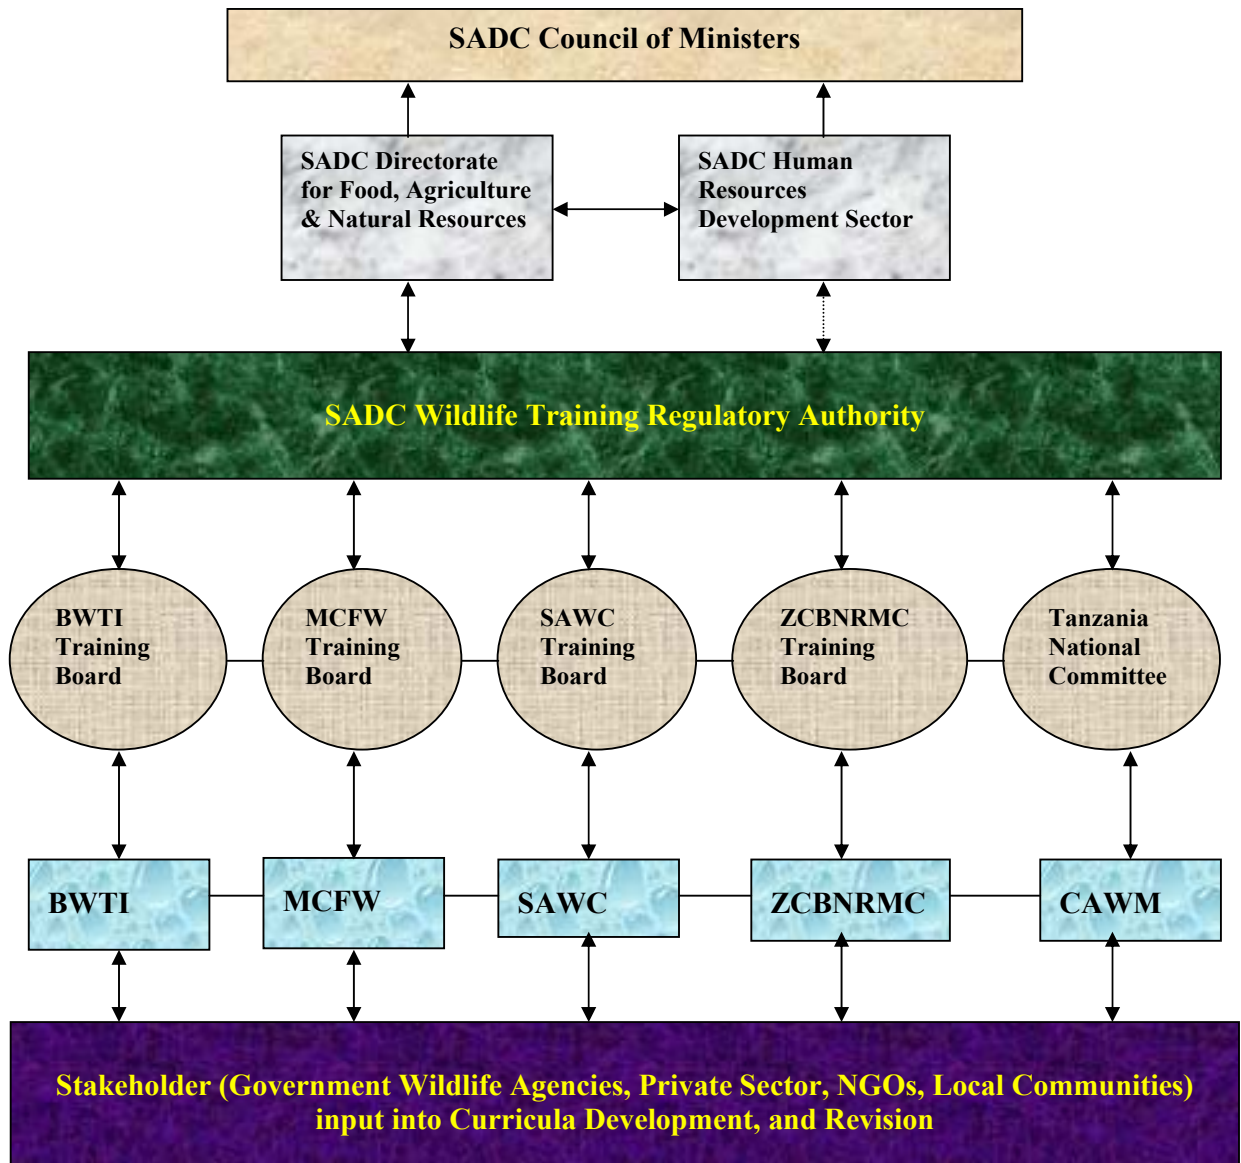 SADC Council of Ministers
SADC Directorate
for Food, Agriculture
& Natural Resources
SADC Human
Resources
Development Sector
SADC Wildlife Training Regulatory Authority
BWTI
Training
Board
MCFW
Training
Board
SAWC
Training
Board
ZCBNRMC
Training
Board
Tanzania
National
Committee
BWTI
MCFW
SAWC
ZCBNRMC
CAWM
Stakeholder (Government Wildlife Agencies, Private Sector, NGOs, Local Communities)
input into Curricula Development, and Revision